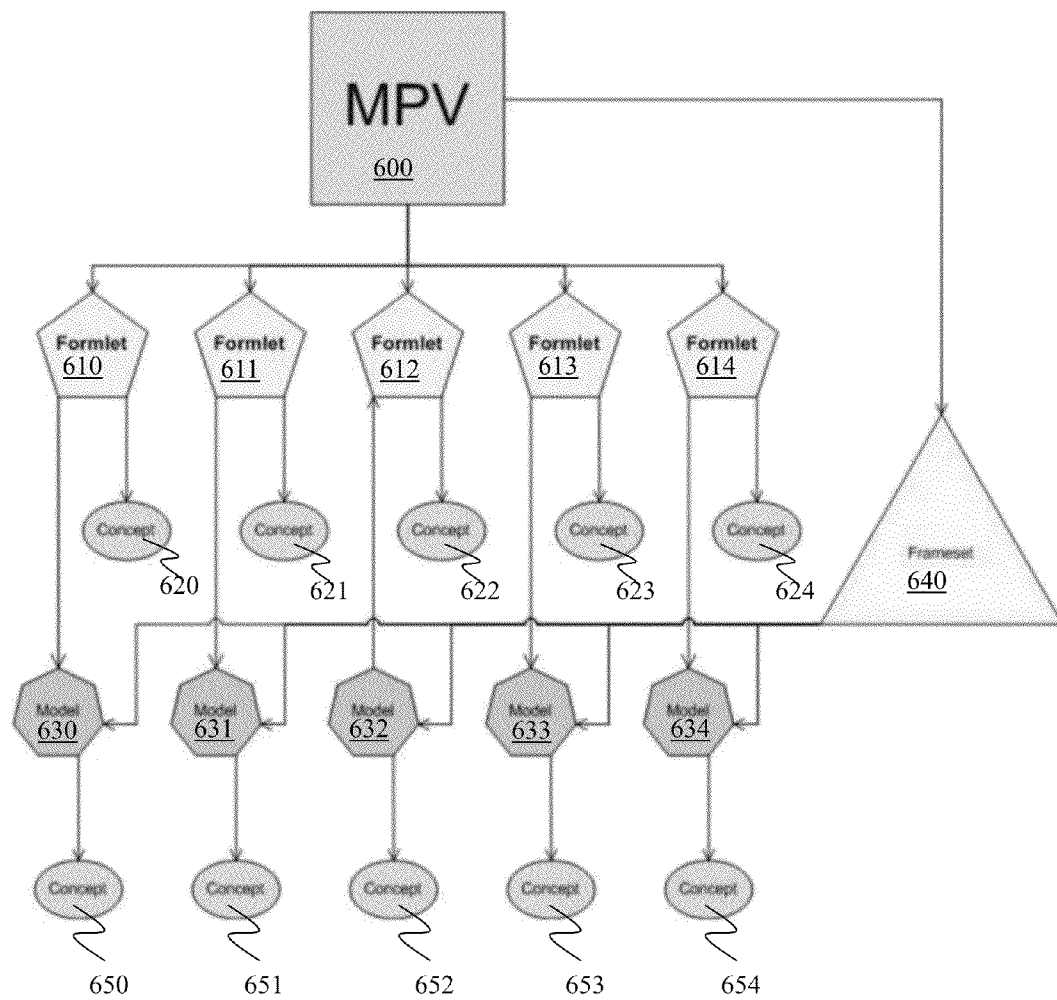 MPV
600
Formlet
610
Formlet
611
Formlet
612
Formlet
613
Formlet
614
Concept
620
Concept
621
Concept
622
Concept
623
Concept
624
Frameset
640
Model
630
Model
631
Model
632
Model
633
Model
634
Concept
650
Concept
651
Concept
652
Concept
653
Concept
654